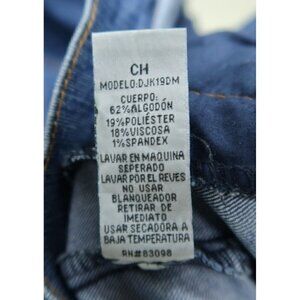 CH
MODELO:DJK19DM
CUERPO:
62%ALGODÓN
19%POLIÉSTER
18%VISCOSA
1%SPANDEX
LAVAR EN MAQUINA
SEPERADO
LAVAR POR EL REVES
NO USAR
BLANQUEADOR
RETIRAR DE
IMEDIATO
USAR SECADORA A
BAJA TEMPERATURA
RN#83098